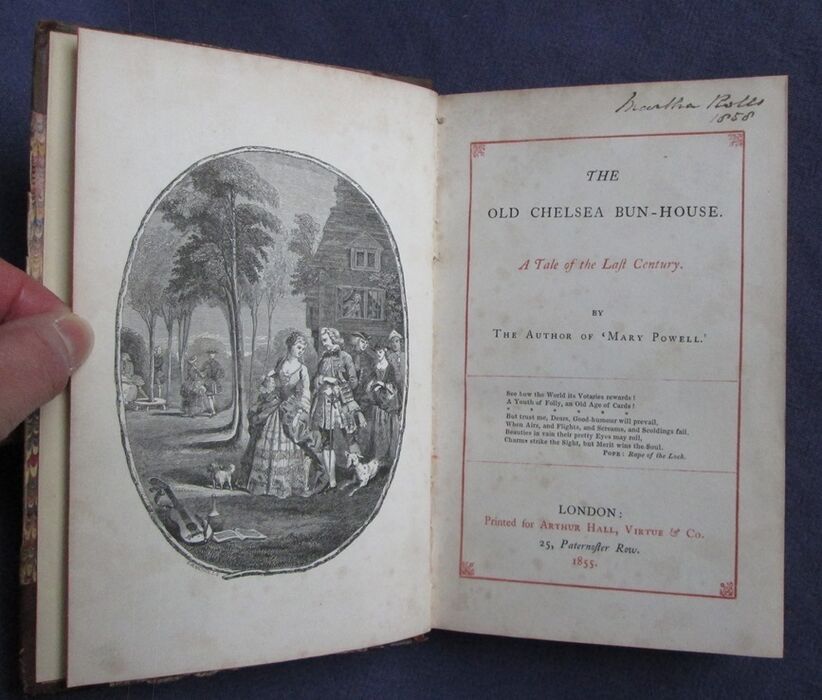 Martha Rolls
1858
THE
OLD CHELSEA BUN-HOUSE.
A Tale of the Laſt Century.
BY
THE AUTHOR OF ‘MARY POWELL.’
See how the World its Votaries rewards!
A Youth of Folly, an Old Age of Cards!
* * * * * *
But trust me, Dears, Good-humour will prevail,
When Airs, and Flights, and Screams, and Scoldings fail,
Beauties in vain their pretty Eyes may roll,
Charms strike the Sight, but Merit wins the Soul.
POPE: Rape of the Lock.
LONDON:
Printed for ARTHUR HALL, VIRTUE & Co.
25, Paternoſter Row.
1855.